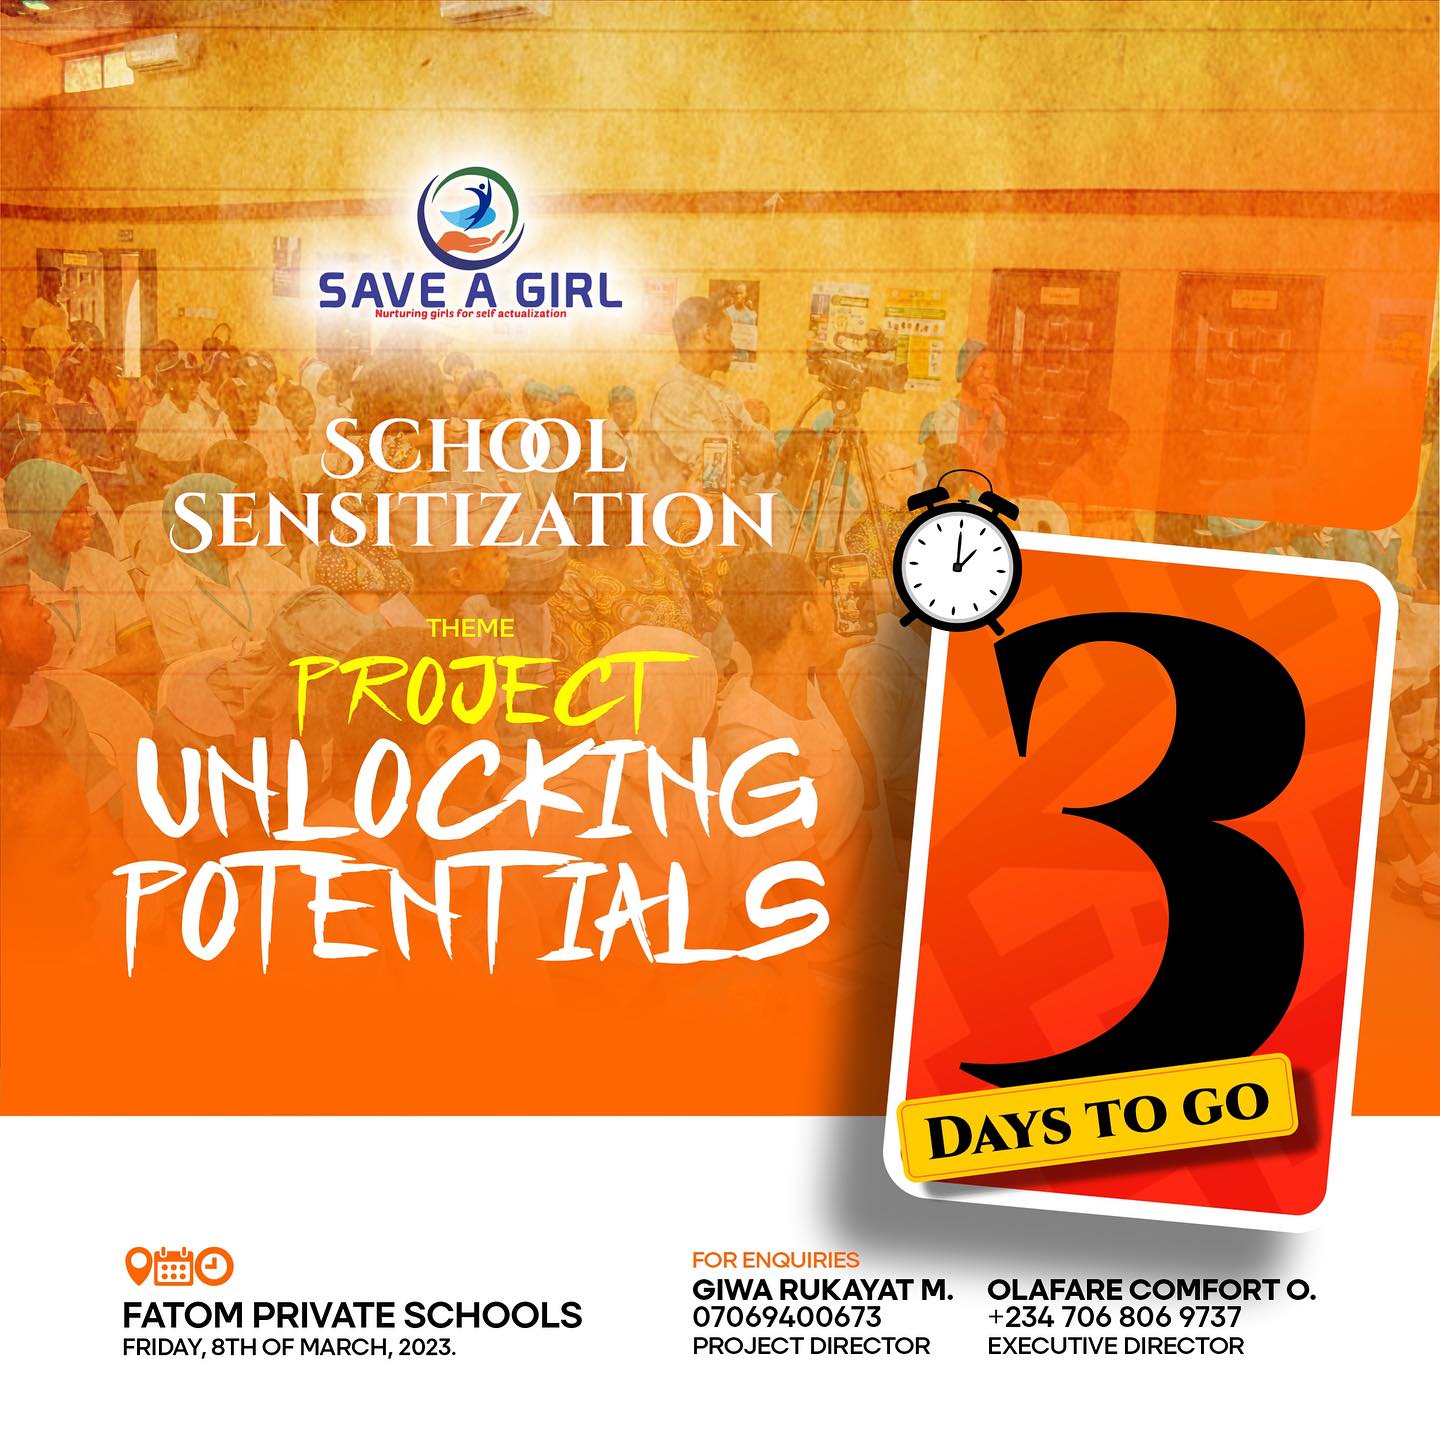 SAVE A GIRL
Nurturing girls for self actualization
SCHOOL
SENSITIZATION
THEME
PROJECT
UNLOCKING
POTENTIALS
3
DAYS TO GO
FATOM PRIVATE SCHOOLS
FRIDAY, 8TH OF MARCH, 2023.
FOR ENQUIRIES
GIWA RUKAYAT M.
07069400673
PROJECT DIRECTOR
OLAFARE COMFORT O.
+234 706 806 9737
EXECUTIVE DIRECTOR